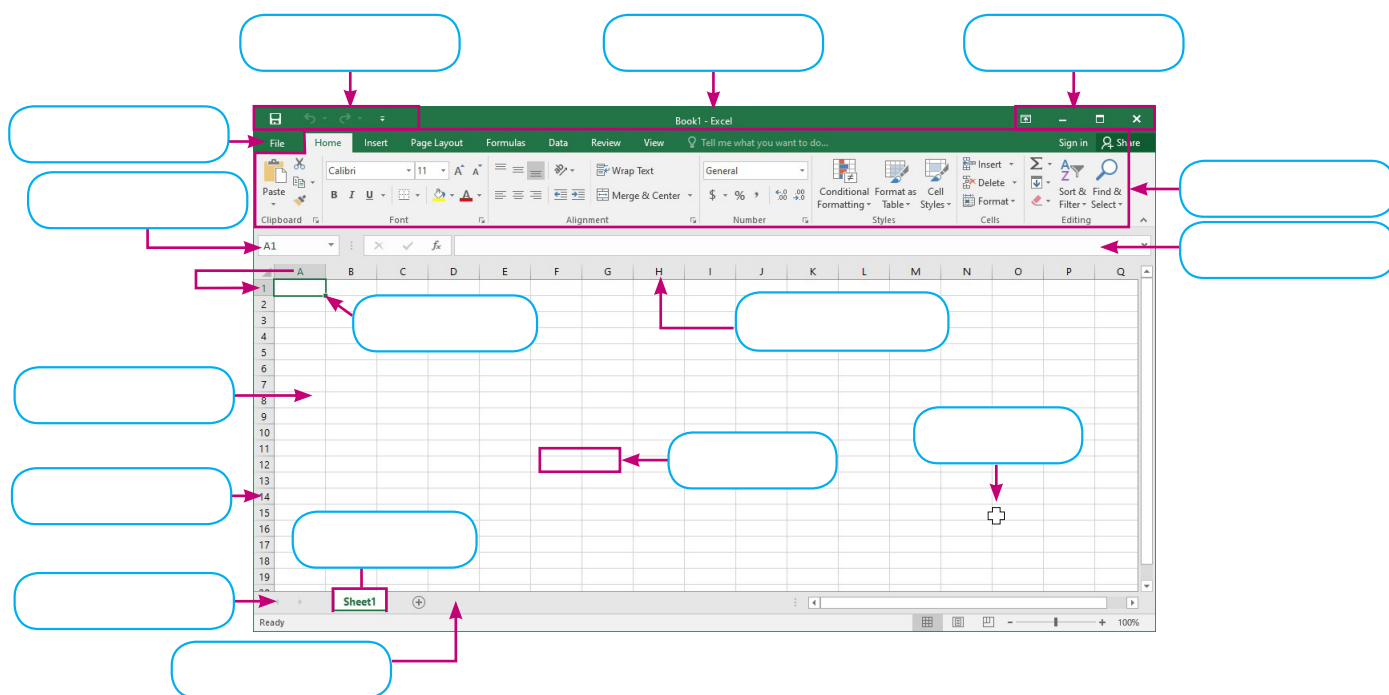 Book1 - Excel
File Home Insert Page Layout Formulas Data Review View Tell me what you want to do... Sign in Share
Calibri 11 Wrap Text General Insert
Paste B I U A Merge & Center $ % , Conditional Formatting Format as Table Cell Styles Delete Format Sort & Filter Find & Select
Clipboard Font Alignment Number Styles Cells Editing
A1 fx
A B C D E F G H I J K L M N O P Q
1
2
3
4
5
6
7
8
9
10
11
12
13
14
15
16
17
18
19
Sheet1
Ready 100%